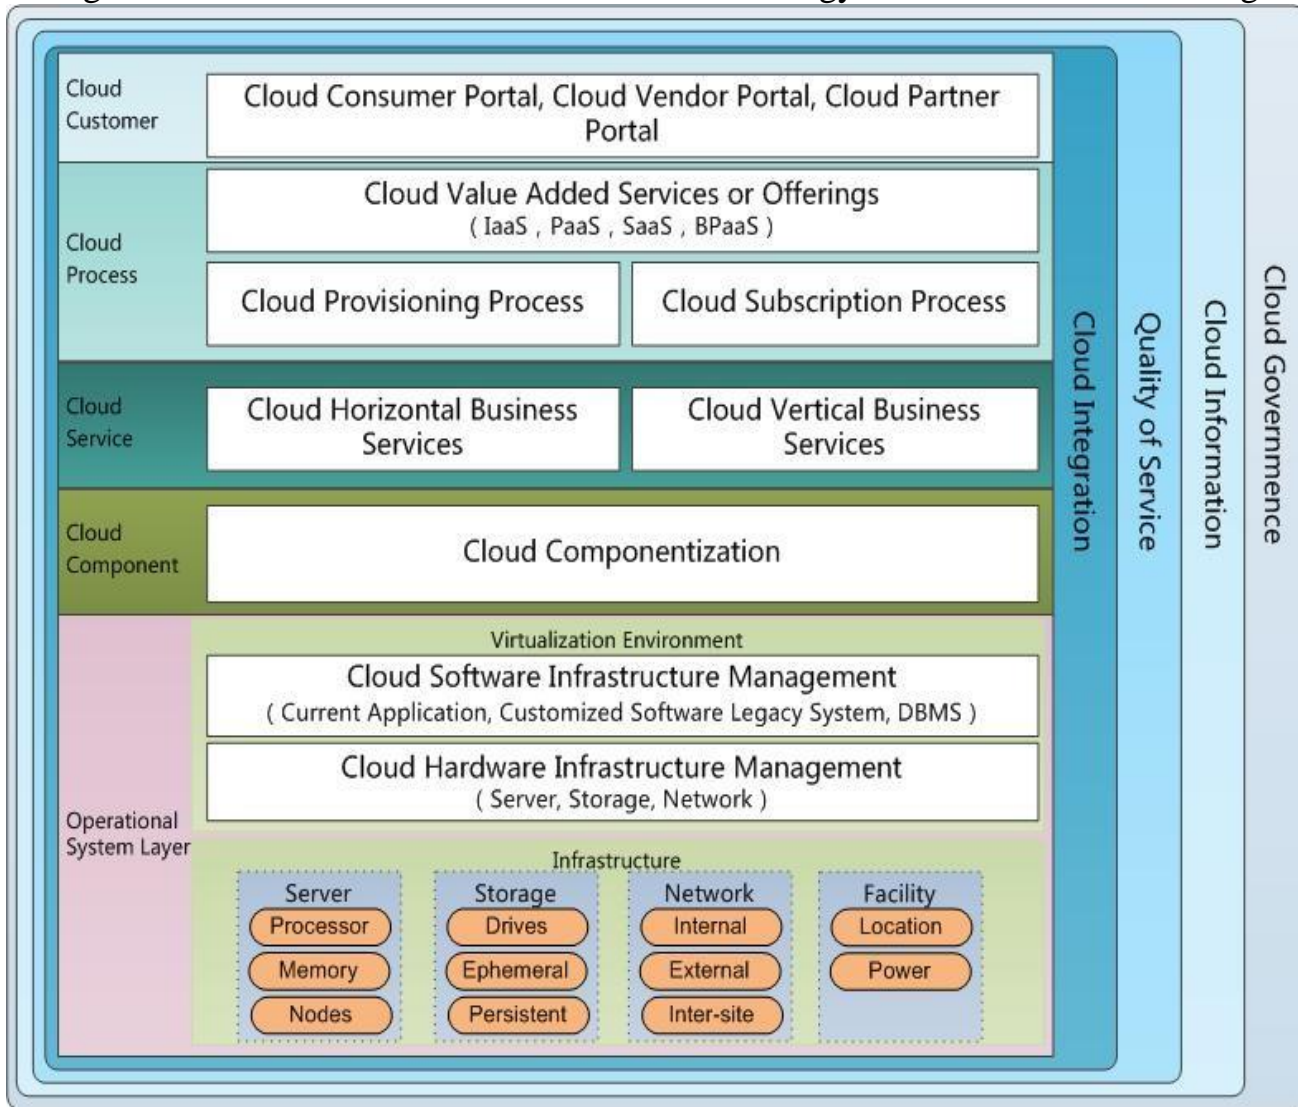 Cloud
Customer
Cloud Consumer Portal, Cloud Vendor Portal, Cloud Partner
Portal
Cloud
Process
Cloud Value Added Services or Offerings
( IaaS , PaaS , SaaS , BPaaS )
Cloud Provisioning Process
Cloud Subscription Process
Cloud
Service
Cloud Horizontal Business
Services
Cloud Vertical Business
Services
Cloud
Component
Cloud Componentization
Operational
System Layer
Virtualization Environment
Cloud Software Infrastructure Management
( Current Application, Customized Software Legacy System, DBMS )
Cloud Hardware Infrastructure Management
( Server, Storage, Network )
Infrastructure
Server
Processor
Memory
Nodes
Storage
Drives
Ephemeral
Persistent
Network
Internal
External
Inter-site
Facility
Location
Power
Cloud Integration
Quality of Service
Cloud Information
Cloud Governmence